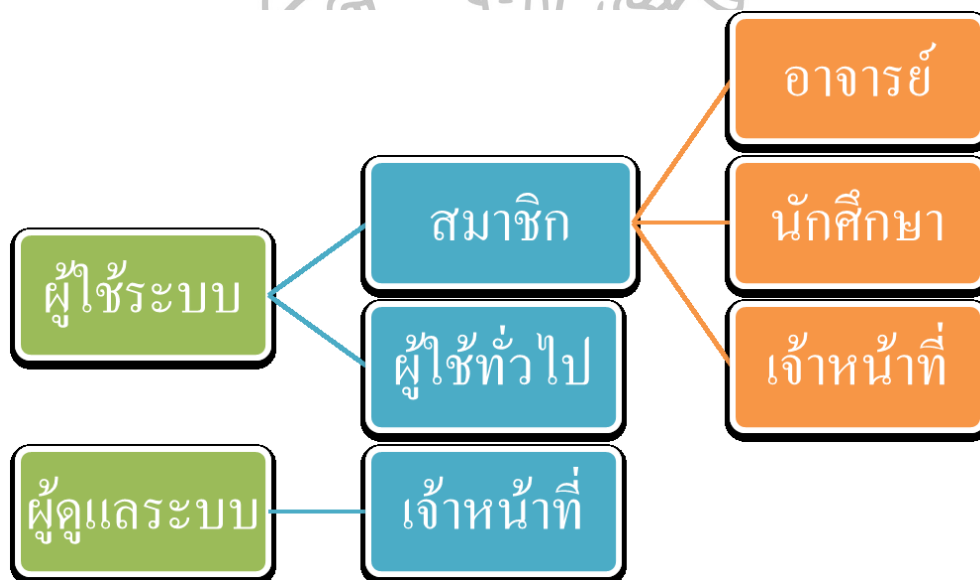 อาจารย์
สมาชิก
นักศึกษา
ผู้ใช้ระบบ
ผู้ใช้ทั่วไป
เจ้าหน้าที่
ผู้ดูแลระบบ
เจ้าหน้าที่